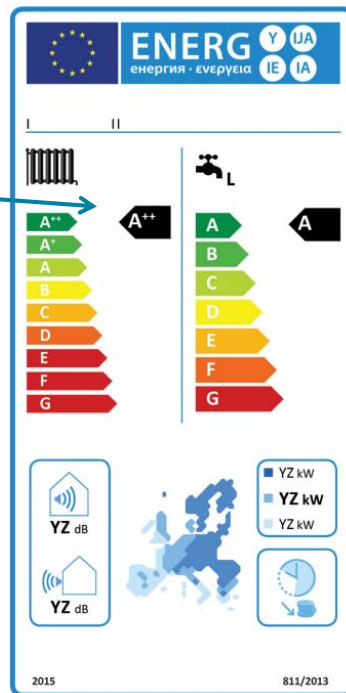 ENERG Y IJA
енергия · ενεργεια IE IA
I II
L
A++ A++
A+
A
B
C
D
E
F
G
A A
B
C
D
E
F
G
YZ dB
YZ dB
YZ kW
YZ kW
YZ kW
2015 811/2013